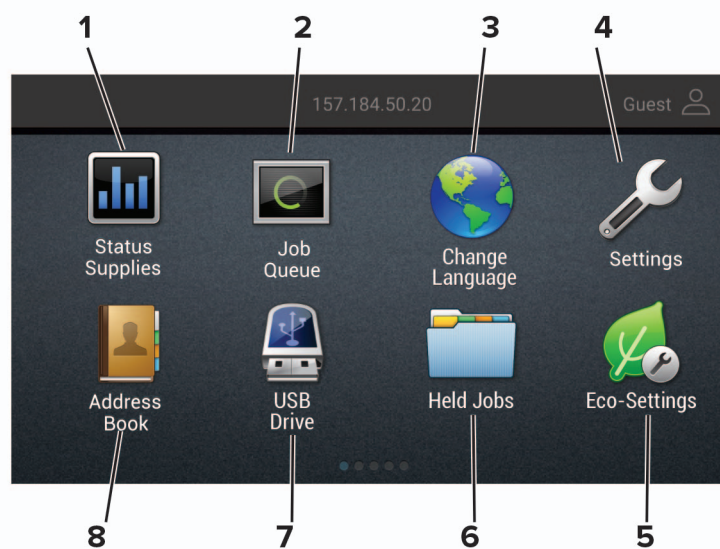 1 2 3 4
157.184.50.20 Guest
Status
Supplies
Job
Queue
Change
Language
Settings
Address
Book
USB
Drive
Held Jobs
Eco-Settings
8 7 6 5